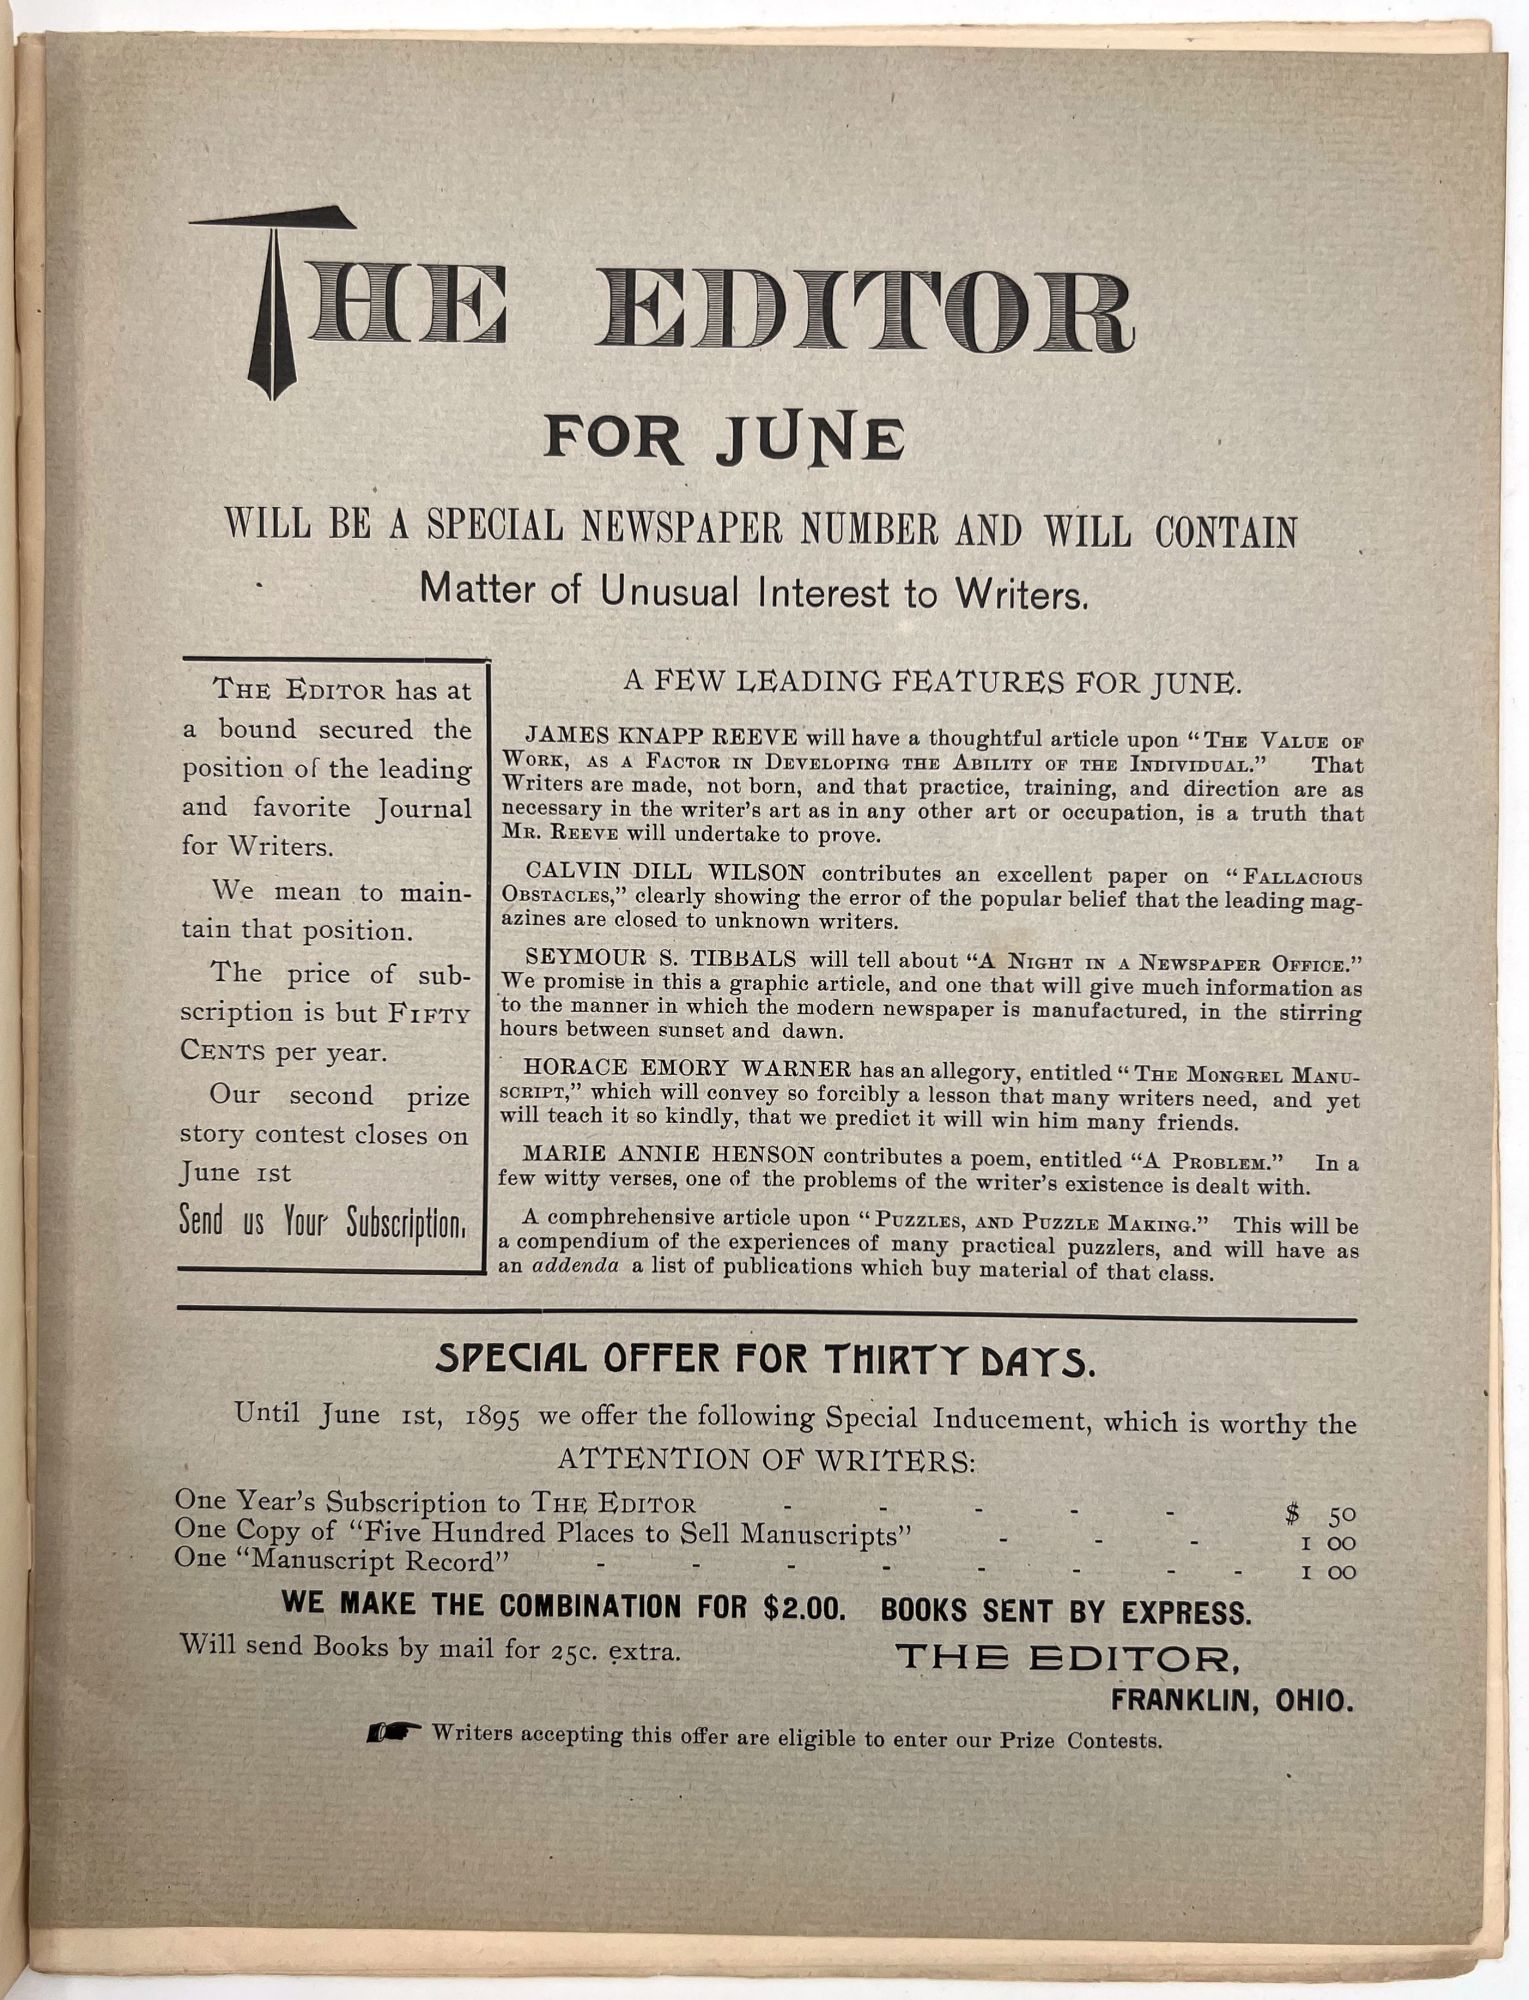 THE EDITOR
FOR JUNE
WILL BE A SPECIAL NEWSPAPER NUMBER AND WILL CONTAIN
Matter of Unusual Interest to Writers.
THE EDITOR has at
a bound secured the
position of the leading
and favorite Journal
for Writers.
We mean to main-
tain that position.
The price of sub-
scription is but FIFTY
CENTS per year.
Our second prize
story contest closes on
June 1st
Send us Your Subscription.
A FEW LEADING FEATURES FOR JUNE.
JAMES KNAPP REEVE will have a thoughtful article upon "THE VALUE OF
WORK, AS A FACTOR IN DEVELOPING THE ABILITY OF THE INDIVIDUAL." That
Writers are made, not born, and that practice, training, and direction are as
necessary in the writer's art as in any other art or occupation, is a truth that
MR. REEVE will undertake to prove.
CALVIN DILL WILSON contributes an excellent paper on "FALLACIOUS
OBSTACLES," clearly showing the error of the popular belief that the leading mag-
azines are closed to unknown writers.
SEYMOUR S. TIBBALS will tell about "A NIGHT IN A NEWSPAPER OFFICE."
We promise in this a graphic article, and one that will give much information as
to the manner in which the modern newspaper is manufactured, in the stirring
hours between sunset and dawn.
HORACE EMORY WARNER has an allegory, entitled "THE MONGREL MANU-
SCRIPT," which will convey so forcibly a lesson that many writers need, and yet
will teach it so kindly, that we predict it will win him many friends.
MARIE ANNIE HENSON contributes a poem, entitled "A PROBLEM." In a
few witty verses, one of the problems of the writer's existence is dealt with.
A comphrehensive article upon "PUZZLES, AND PUZZLE MAKING." This will be
a compendium of the experiences of many practical puzzlers, and will have as
an addenda a list of publications which buy material of that class.
SPECIAL OFFER FOR THIRTY DAYS.
Until June 1st, 1895 we offer the following Special Inducement, which is worthy the
ATTENTION OF WRITERS:
One Year's Subscription to THE EDITOR - - - - - $ 50
One Copy of "Five Hundred Places to Sell Manuscripts" - - - 1 00
One "Manuscript Record" - - - - - - - - 1 00
WE MAKE THE COMBINATION FOR $2.00. BOOKS SENT BY EXPRESS.
Will send Books by mail for 25c. extra.
THE EDITOR,
FRANKLIN, OHIO.
☛ Writers accepting this offer are eligible to enter our Prize Contests.